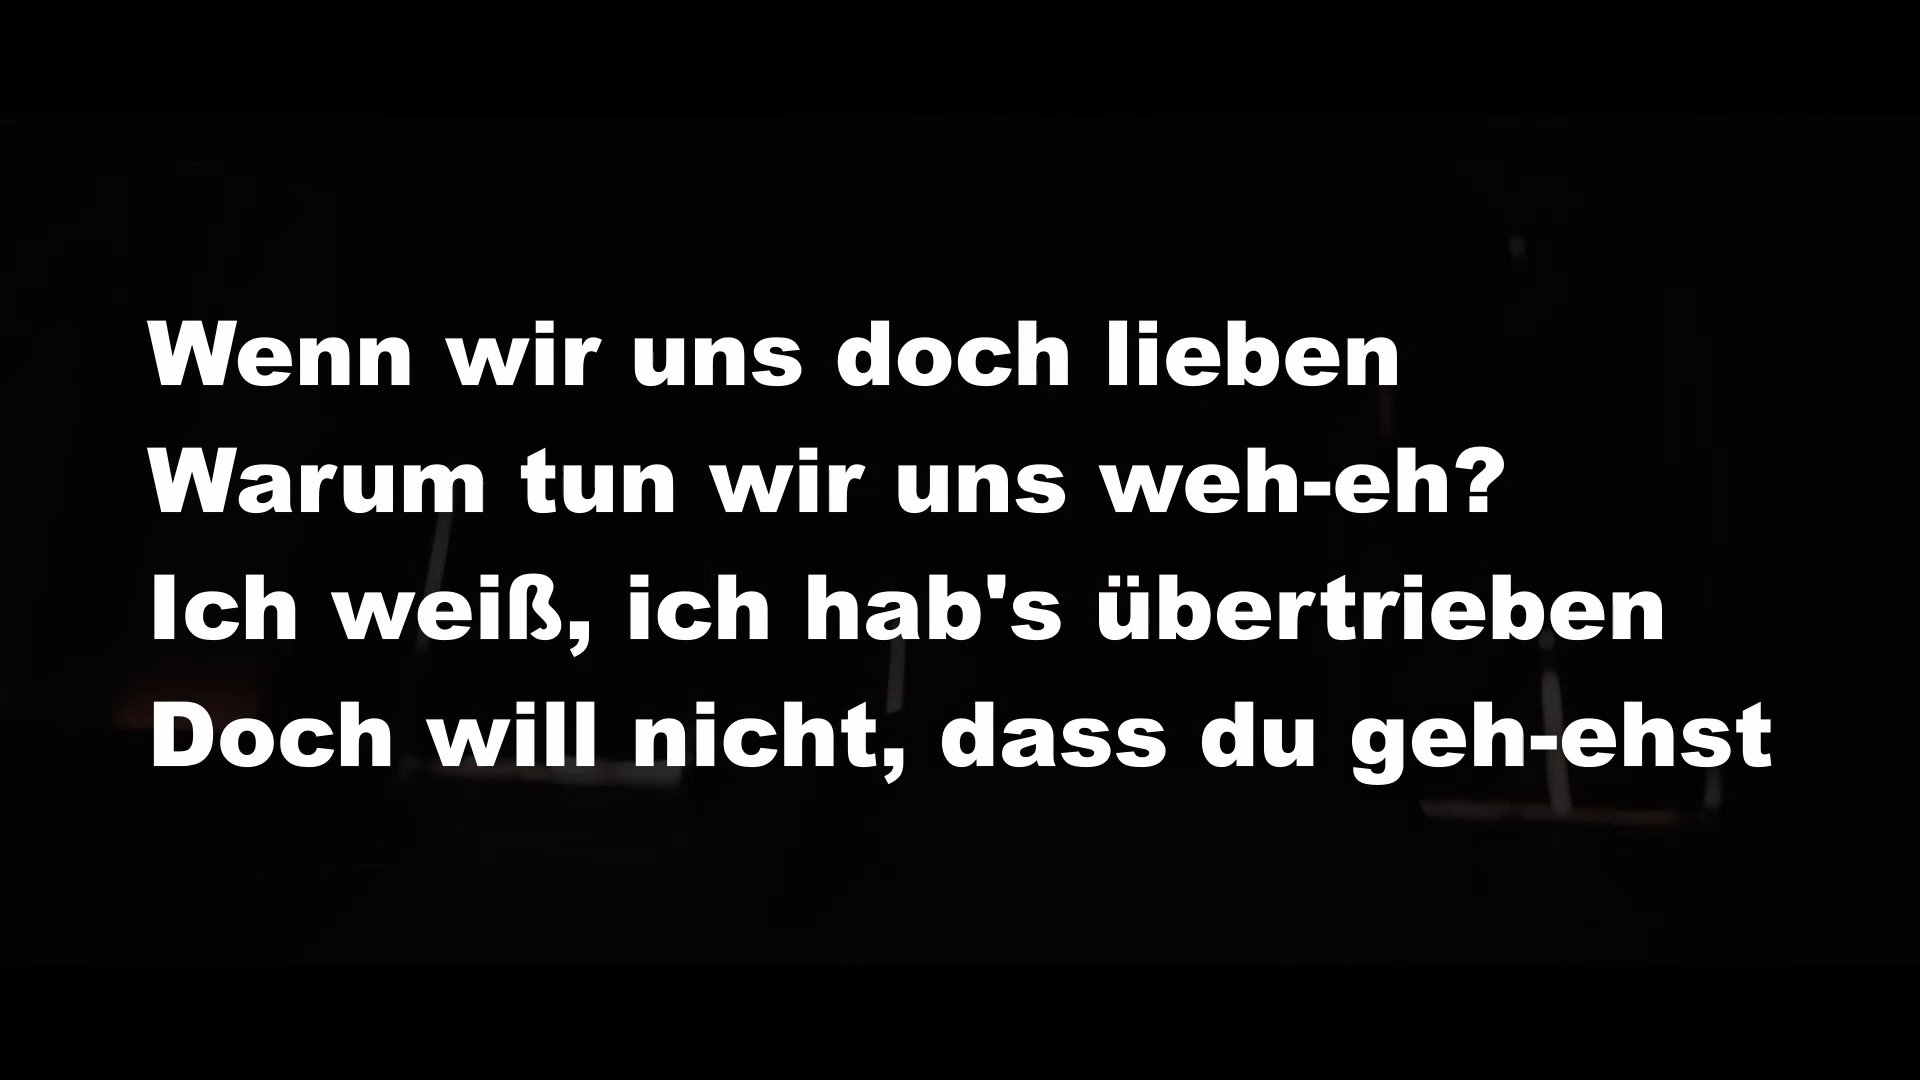 Wenn wir uns doch lieben
Warum tun wir uns weh-eh?
Ich weiß, ich hab's übertrieben
Doch will nicht, dass du geh-ehst